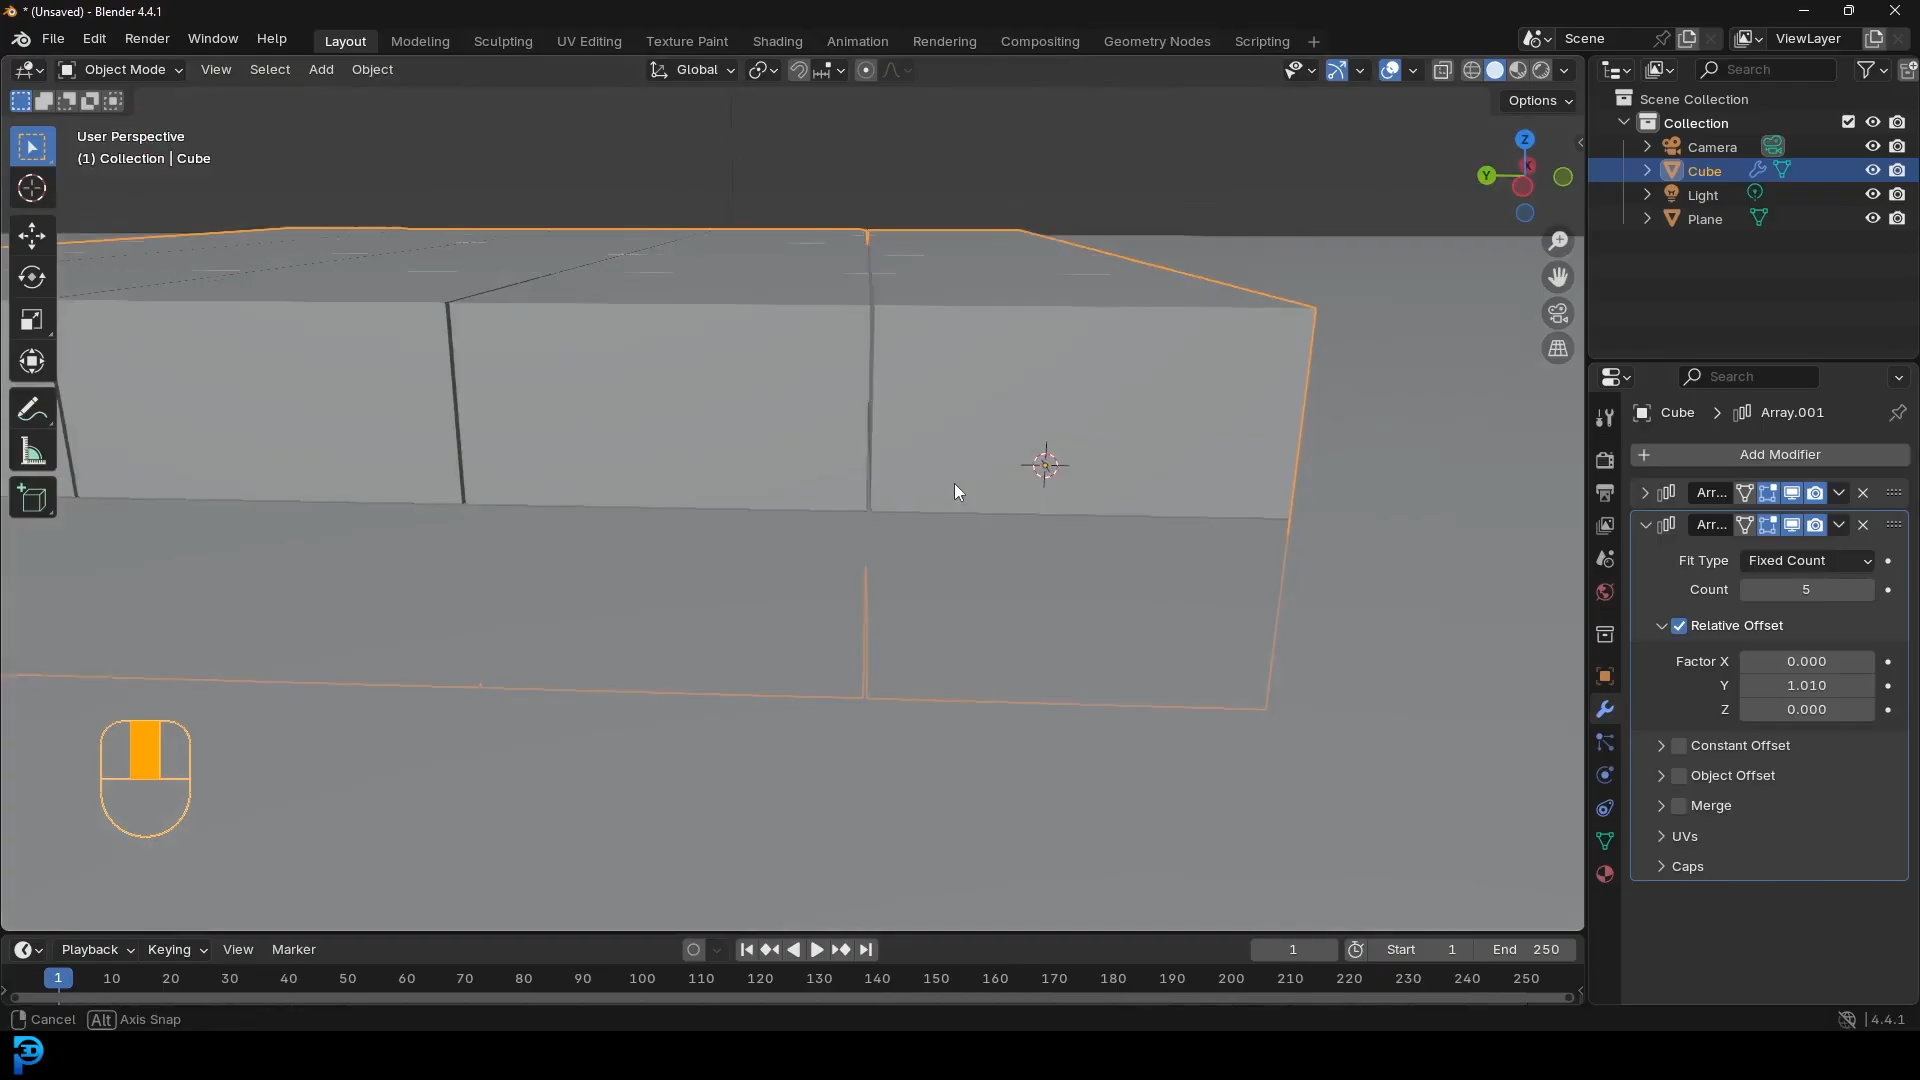 * (Unsaved) - Blender 4.4.1
File Edit Render Window Help
Layout Modeling Sculpting UV Editing Texture Paint Shading Animation Rendering Compositing Geometry Nodes Scripting +
Scene
ViewLayer
Object Mode View Select Add Object
Global
Search
Options
Scene Collection
Collection
Camera
Cube
Light
Plane
User Perspective
(1) Collection | Cube
Z
Y
X
Search
Cube > Array.001
+ Add Modifier
Arr...
Arr...
Fit Type Fixed Count
Count 5
Relative Offset
Factor X 0.000
Y 1.010
Z 0.000
Constant Offset
Object Offset
Merge
UVs
Caps
Playback Keying View Marker
1
Start 1
End 250
1 10 20 30 40 50 60 70 80 90 100 110 120 130 140 150 160 170 180 190 200 210 220 230 240 250
Cancel Alt Axis Snap
4.4.1